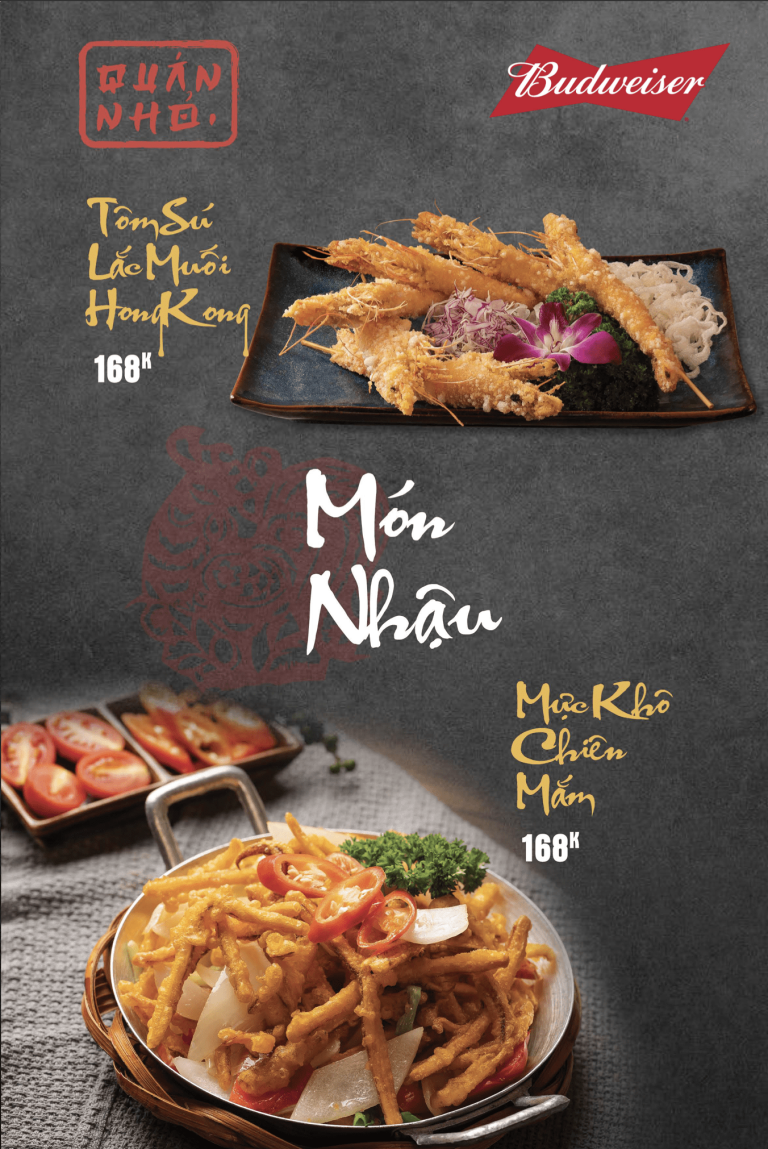 QUÁN
NHỎ.
Budweiser
Tôm Sú
Lắc Muối
HongKong
168K
Món
Nhậu
Mực Khô
Chiên
Mắm
168K